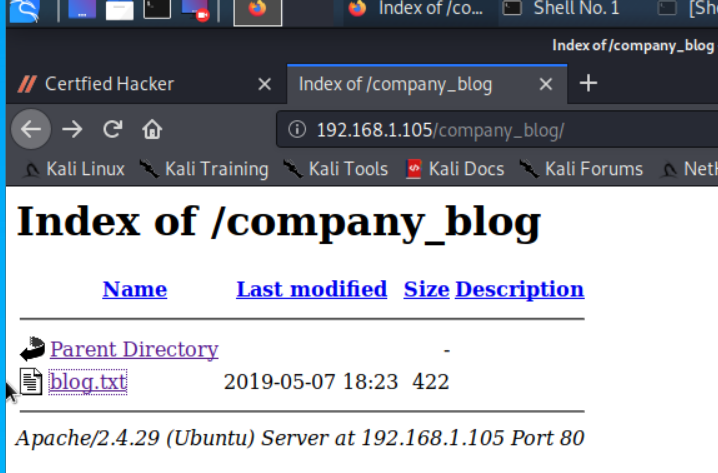 Index of /co...
Shell No. 1
[She
Index of /company_blog
Certfied Hacker
Index of /company_blog
192.168.1.105/company_blog/
Kali Linux Kali Training Kali Tools Kali Docs Kali Forums Net
Index of /company_blog
Name Last modified Size Description
Parent Directory -
blog.txt 2019-05-07 18:23 422
Apache/2.4.29 (Ubuntu) Server at 192.168.1.105 Port 80